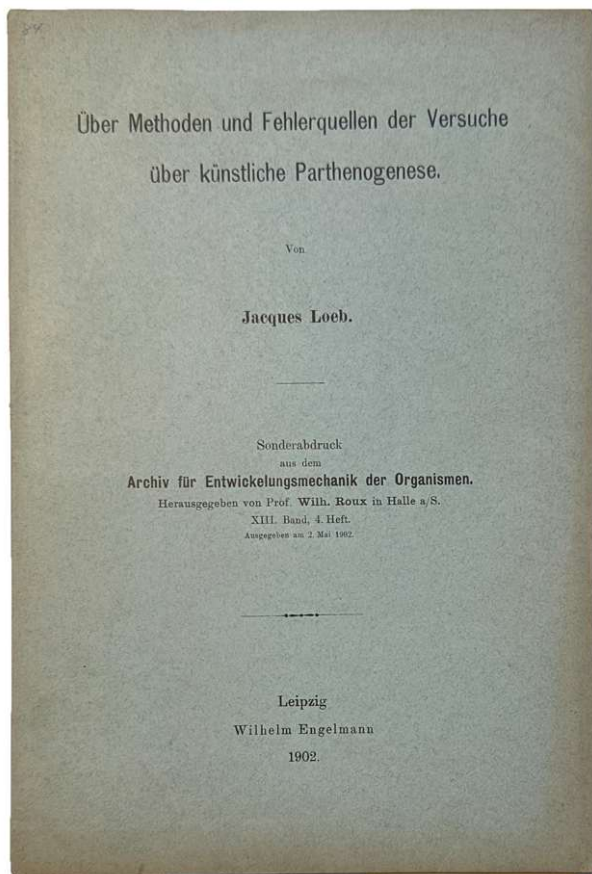 Über Methoden und Fehlerquellen der Versuche
über künstliche Parthenogenese.
Von
Jacques Loeb.
Sonderabdruck
aus dem
Archiv für Entwickelungsmechanik der Organismen.
Herausgegeben von Prof. Wilh. Roux in Halle a/S.
XIII. Band, 4. Heft.
Ausgegeben am 2. Mai 1902.
Leipzig
Wilhelm Engelmann
1902.